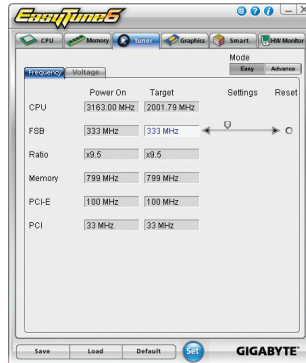 EasyTune6
CPU Memory Tuner Graphics Smart HW Monitor
Mode
Easy Advance
Frequency Voltage
Power On Target Settings Reset
CPU 3163.00 MHz 2001.79 MHz
FSB 333 MHz 333 MHz
Ratio x9.5 x9.5
Memory 799 MHz 799 MHz
PCI-E 100 MHz 100 MHz
PCI 33 MHz 33 MHz
Save Load Default Set GIGABYTE™